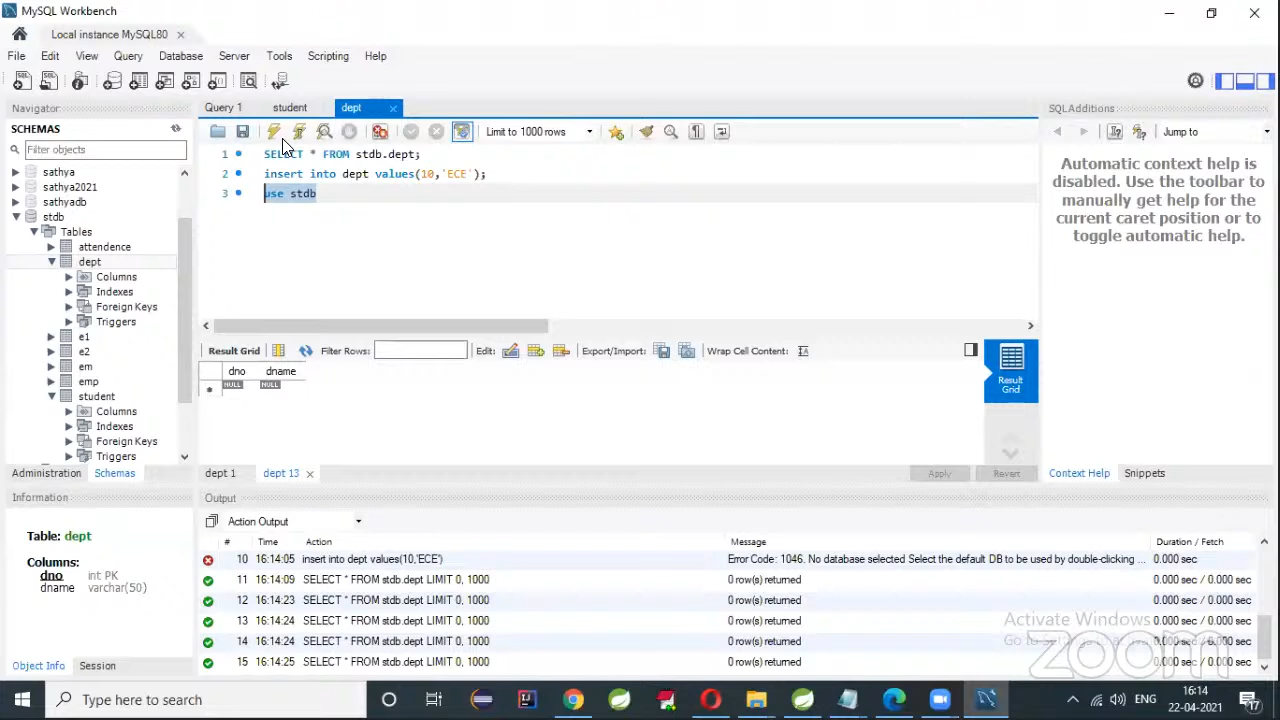 MySQL Workbench
Local instance MySQL80
File Edit View Query Database Server Tools Scripting Help
Navigator
SCHEMAS
Filter objects
sathya
sathya2021
sathyadb
stdb
Tables
attendence
dept
Columns
Indexes
Foreign Keys
Triggers
e1
e2
em
emp
student
Columns
Indexes
Foreign Keys
Triggers
Administration Schemas
Information
Table: dept
Columns:
dno int PK
dname varchar(50)
Object Info Session
Query 1 student dept
Limit to 1000 rows
1 SELECT * FROM stdb.dept;
2 insert into dept values(10,'ECE');
3 use stdb
Result Grid Filter Rows: Edit: Export/Import: Wrap Cell Content:
dno dname
NULL NULL
Result
Grid
dept 1 dept 13 Apply Revert
SQLAdditions
Jump to
Automatic context help is
disabled. Use the toolbar to
manually get help for the
current caret position or to
toggle automatic help.
Context Help Snippets
Output
Action Output
# Time Action Message Duration / Fetch
10 16:14:05 insert into dept values(10,'ECE') Error Code: 1046. No database selected Select the default DB to be used by double-clicking ... 0.000 sec
11 16:14:09 SELECT * FROM stdb.dept LIMIT 0, 1000 0 row(s) returned 0.000 sec / 0.000 sec
12 16:14:23 SELECT * FROM stdb.dept LIMIT 0, 1000 0 row(s) returned 0.000 sec / 0.000 sec
13 16:14:24 SELECT * FROM stdb.dept LIMIT 0, 1000 0 row(s) returned 0.000 sec / 0.000 sec
14 16:14:24 SELECT * FROM stdb.dept LIMIT 0, 1000 0 row(s) returned 0.000 sec / 0.000 sec
15 16:14:25 SELECT * FROM stdb.dept LIMIT 0, 1000 0 row(s) returned 0.000 sec / 0.000 sec
Activate Windows
Go to
zoom
Type here to search
ENG
16:14
22-04-2021
17